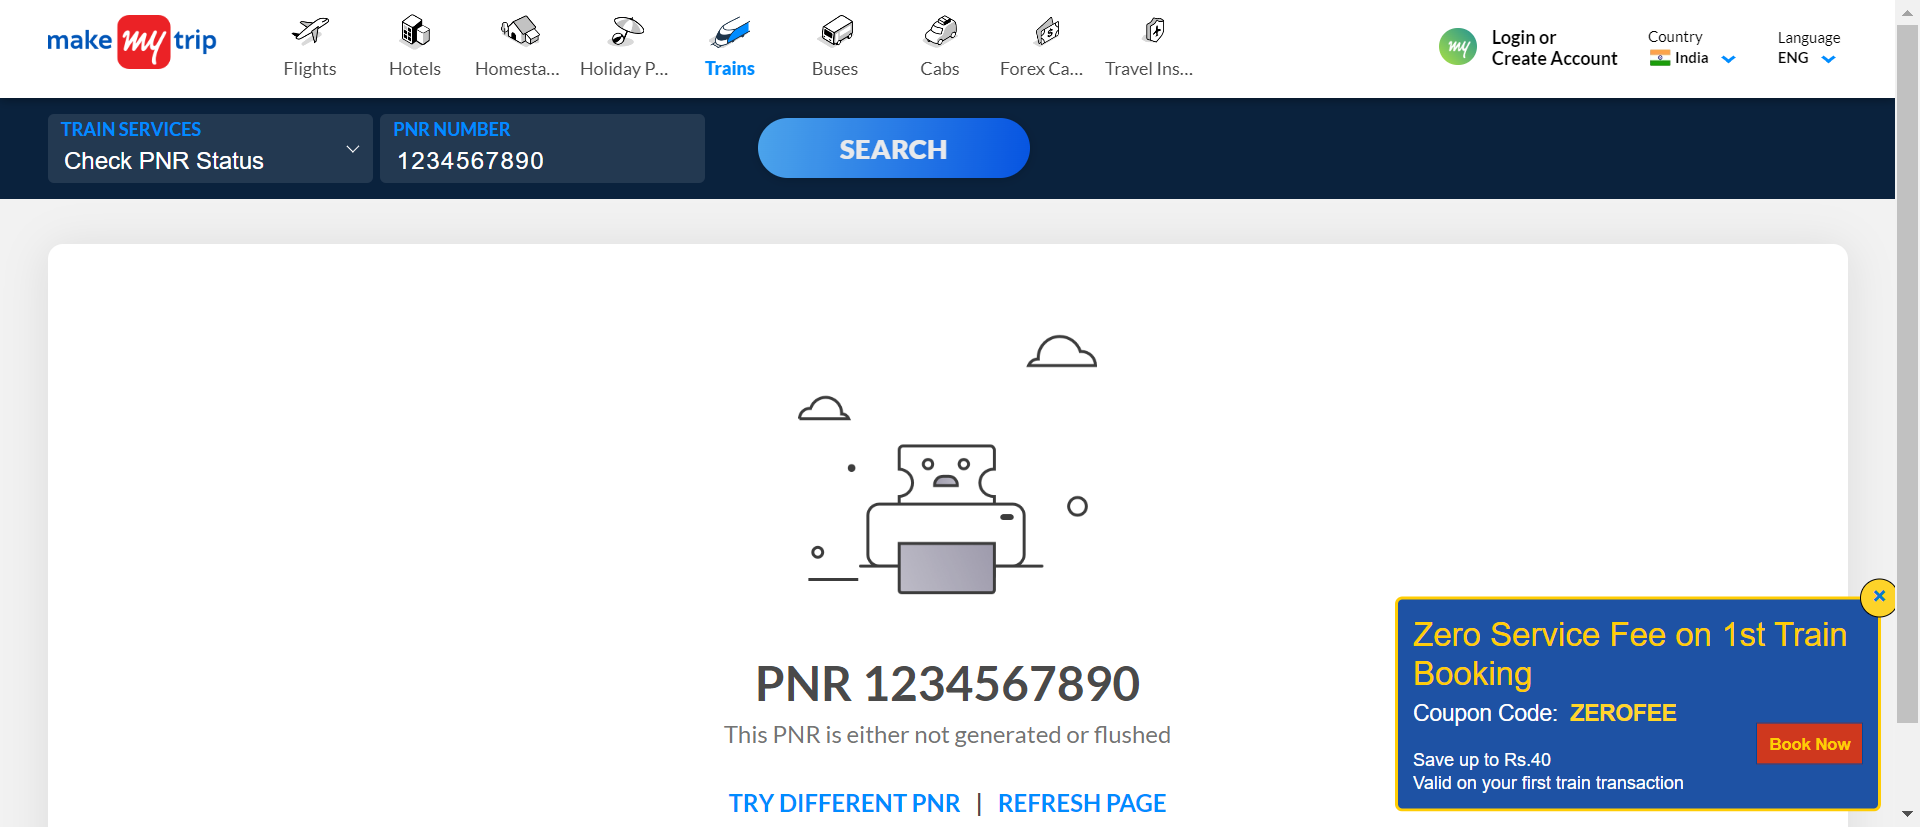 make my trip
Flights
Hotels
Homesta...
Holiday P...
Trains
Buses
Cabs
Forex Ca...
Travel Ins...
my
Login or
Create Account
Country
India
Language
ENG
TRAIN SERVICES
Check PNR Status
PNR NUMBER
1234567890
SEARCH
PNR 1234567890
This PNR is either not generated or flushed
TRY DIFFERENT PNR | REFRESH PAGE
Zero Service Fee on 1st Train
Booking
Coupon Code: ZEROFEE
Book Now
Save up to Rs.40
Valid on your first train transaction